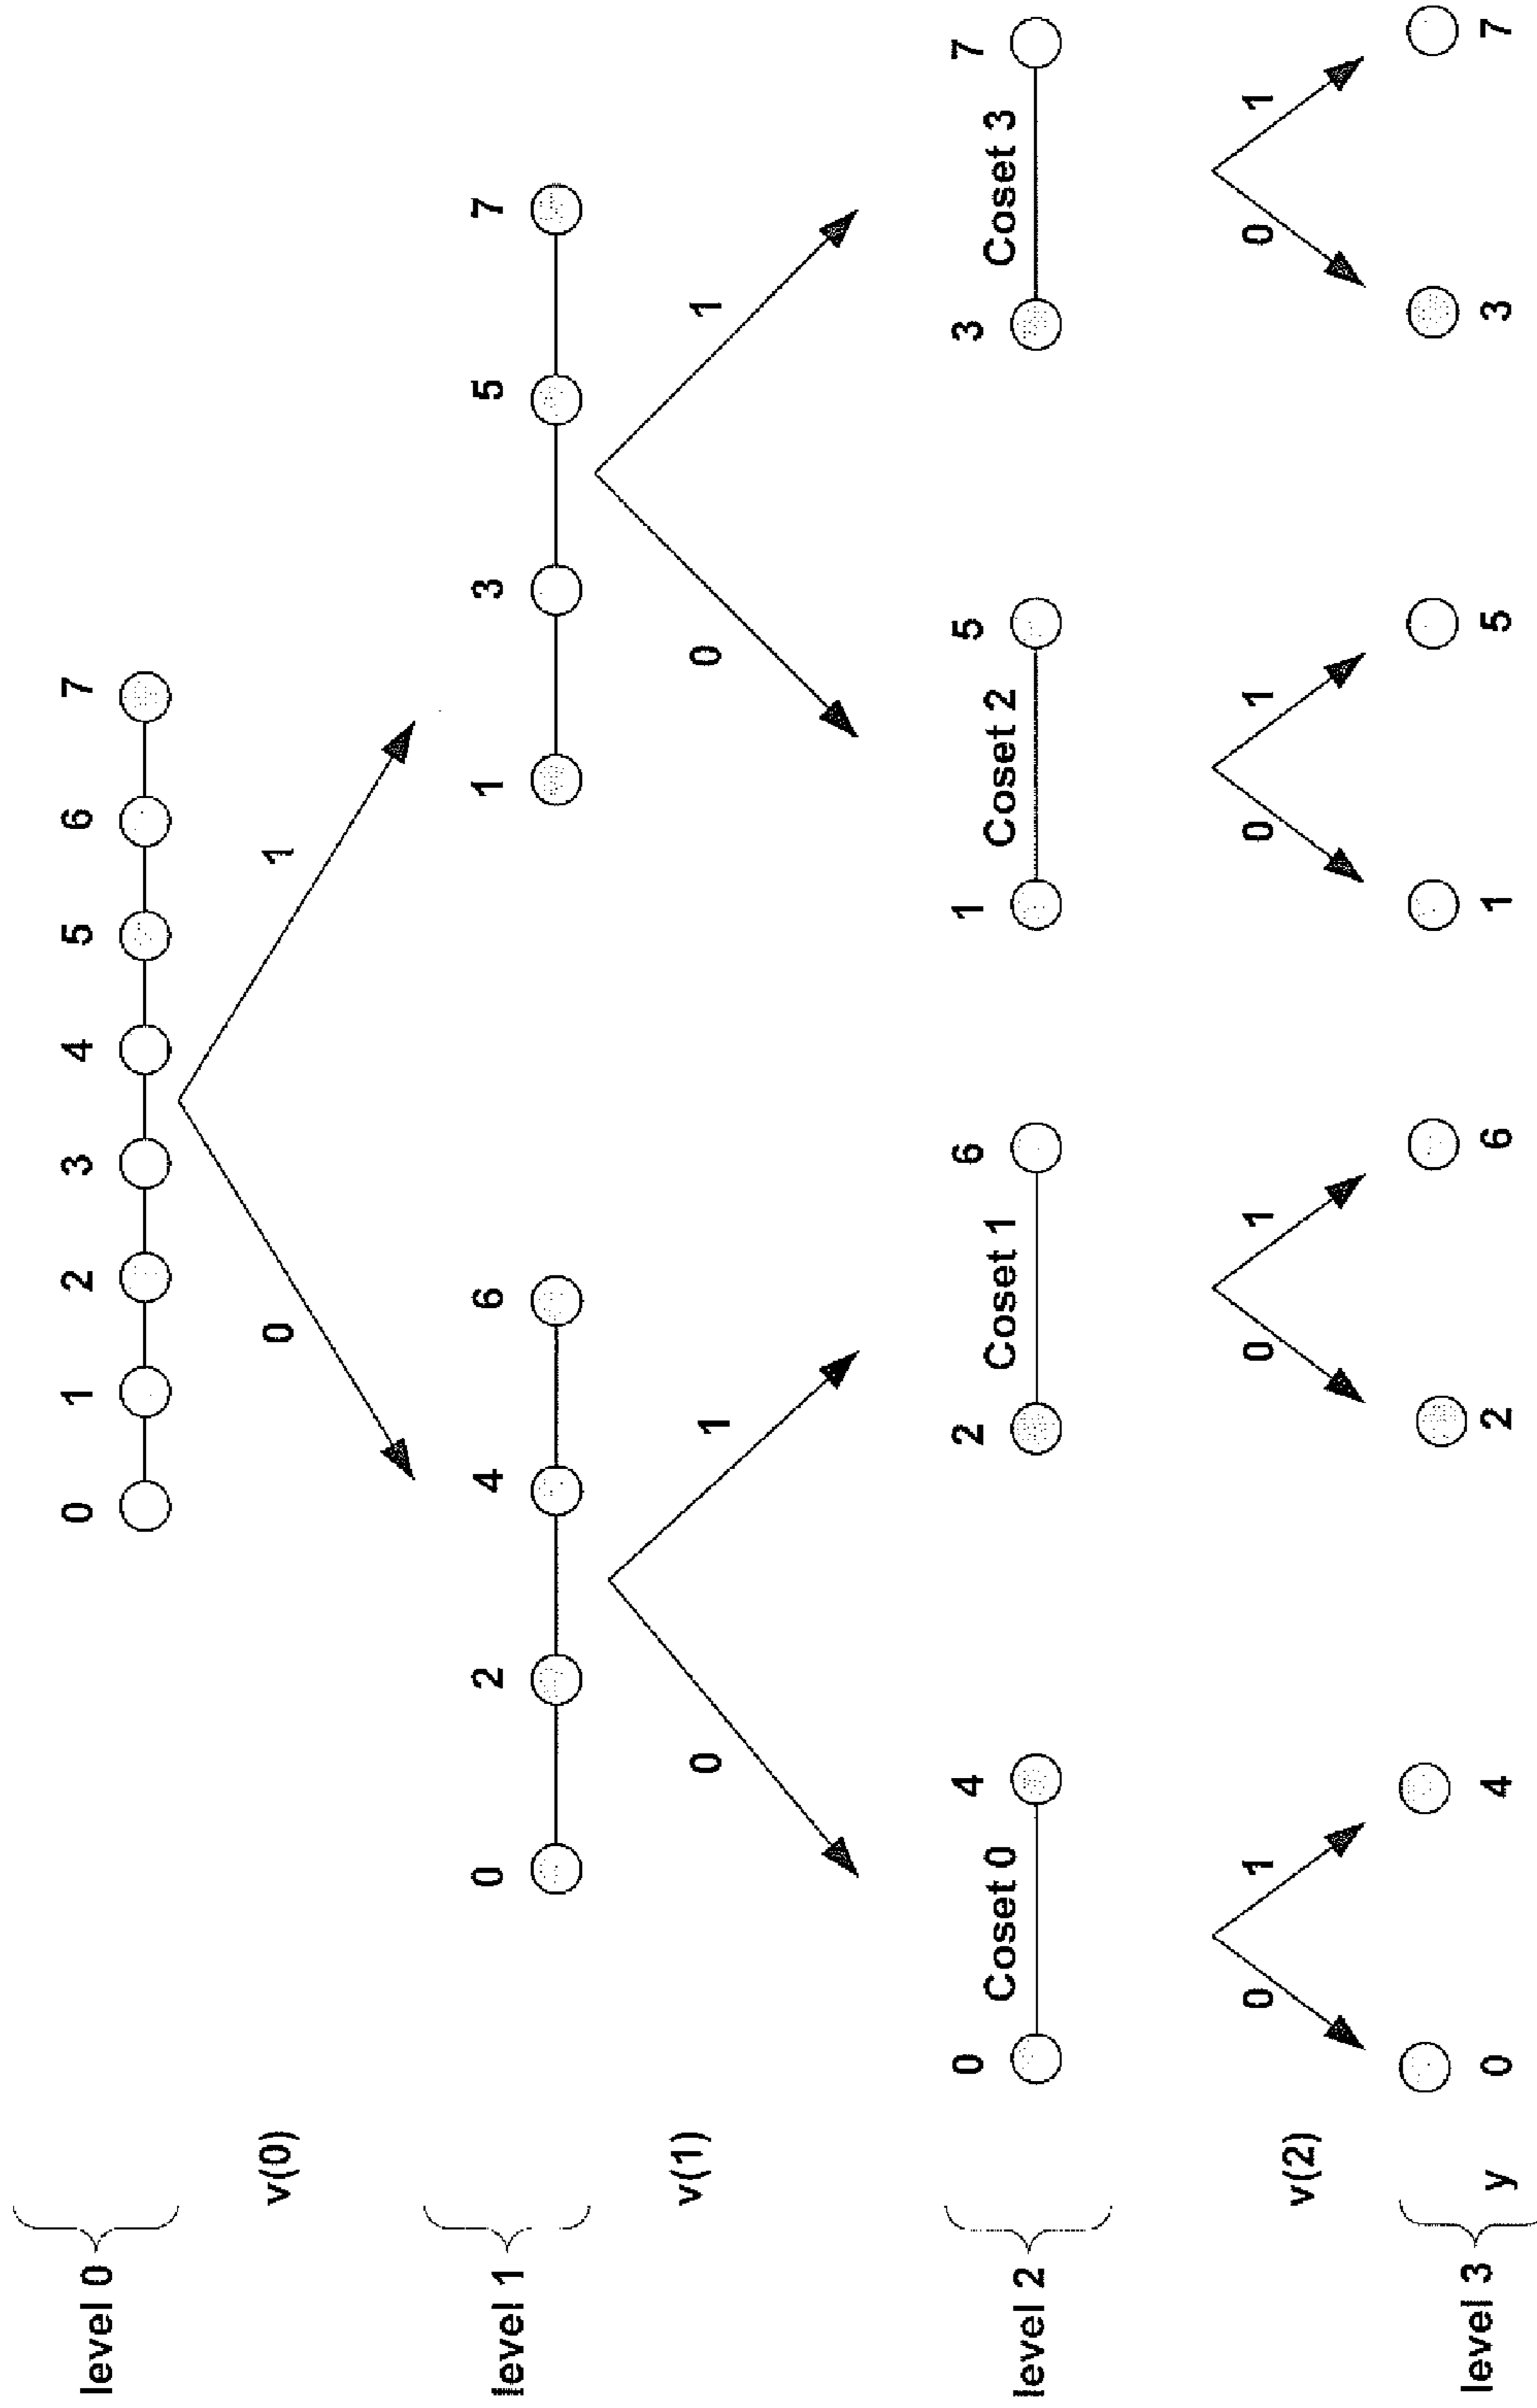 level 0
0 1 2 3 4 5 6 7
v(0)
0 1
level 1
0 2 4 6 1 3 5 7
v(1)
0 1 0 1
level 2
0 4 2 6 1 5 3 7
Coset 0 Coset 1 Coset 2 Coset 3
v(2)
0 1 0 1 0 1 0 1
level 3
y 0 4 2 6 1 5 3 7